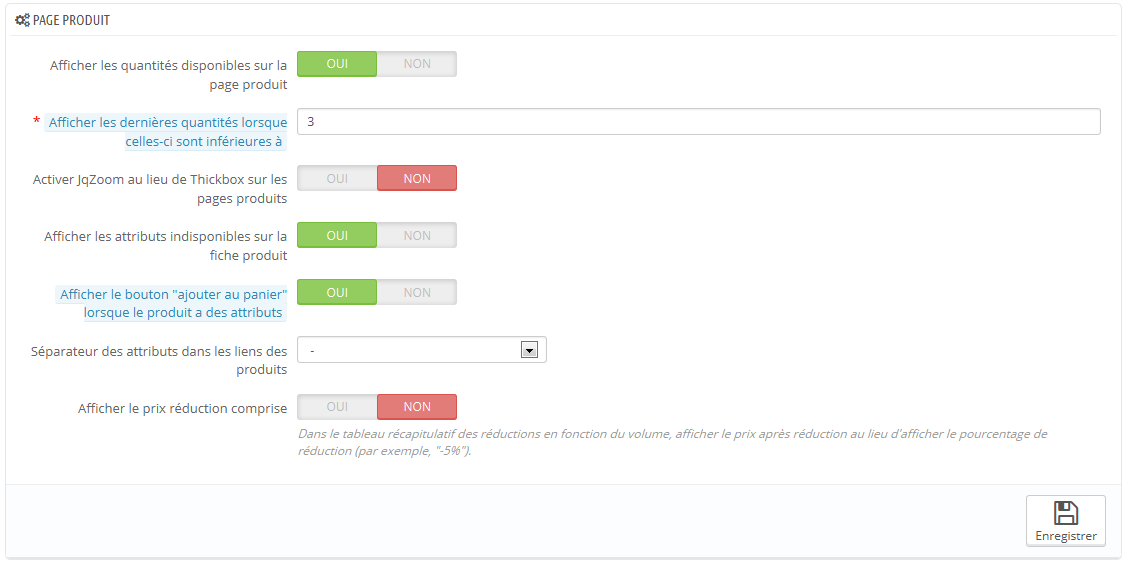 PAGE PRODUIT
Afficher les quantités disponibles sur la
page produit
OUI NON
* Afficher les dernières quantités lorsque
celles-ci sont inférieures à
3
Activer JqZoom au lieu de Thickbox sur les
pages produits
OUI NON
Afficher les attributs indisponibles sur la
fiche produit
OUI NON
Afficher le bouton "ajouter au panier"
lorsque le produit a des attributs
OUI NON
Séparateur des attributs dans les liens des
produits
-
Afficher le prix réduction comprise
OUI NON
Dans le tableau récapitulatif des réductions en fonction du volume, afficher le prix après réduction au lieu d'afficher le pourcentage de
réduction (par exemple, "-5%").
Enregistrer